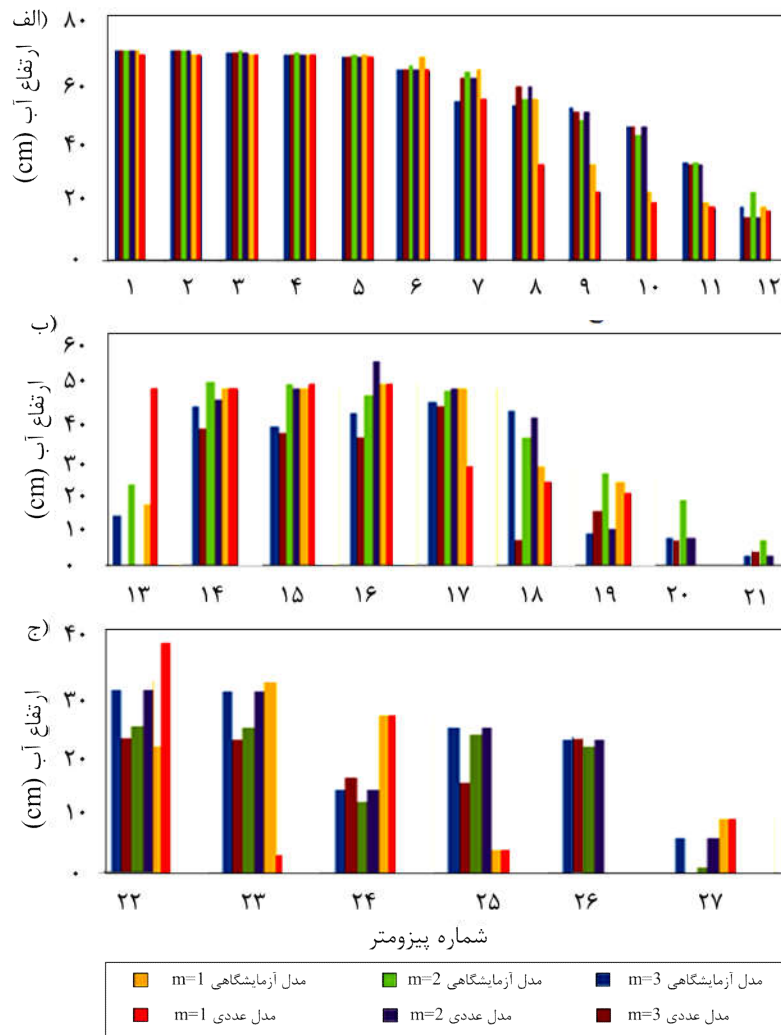 الف)
ارتفاع آب (cm)
۸۰
۶۰
۴۰
۲۰
۰
۱ ۲ ۳ ۴ ۵ ۶ ۷ ۸ ۹ ۱۰ ۱۱ ۱۲
ارتفاع آب (cm)
۶۰
۵۰
۴۰
۳۰
۲۰
۱۰
۰
۱۳ ۱۴ ۱۵ ۱۶ ۱۷ ۱۸ ۱۹ ۲۰ ۲۱
ج)
ارتفاع آب (cm)
۴۰
۳۰
۲۰
۱۰
۰
۲۲ ۲۳ ۲۴ ۲۵ ۲۶ ۲۷
شماره پیزومتر
مدل آزمایشگاهی m=3 مدل آزمایشگاهی m=2 مدل آزمایشگاهی m=1
مدل عددی m=3 مدل عددی m=2 مدل عددی m=1